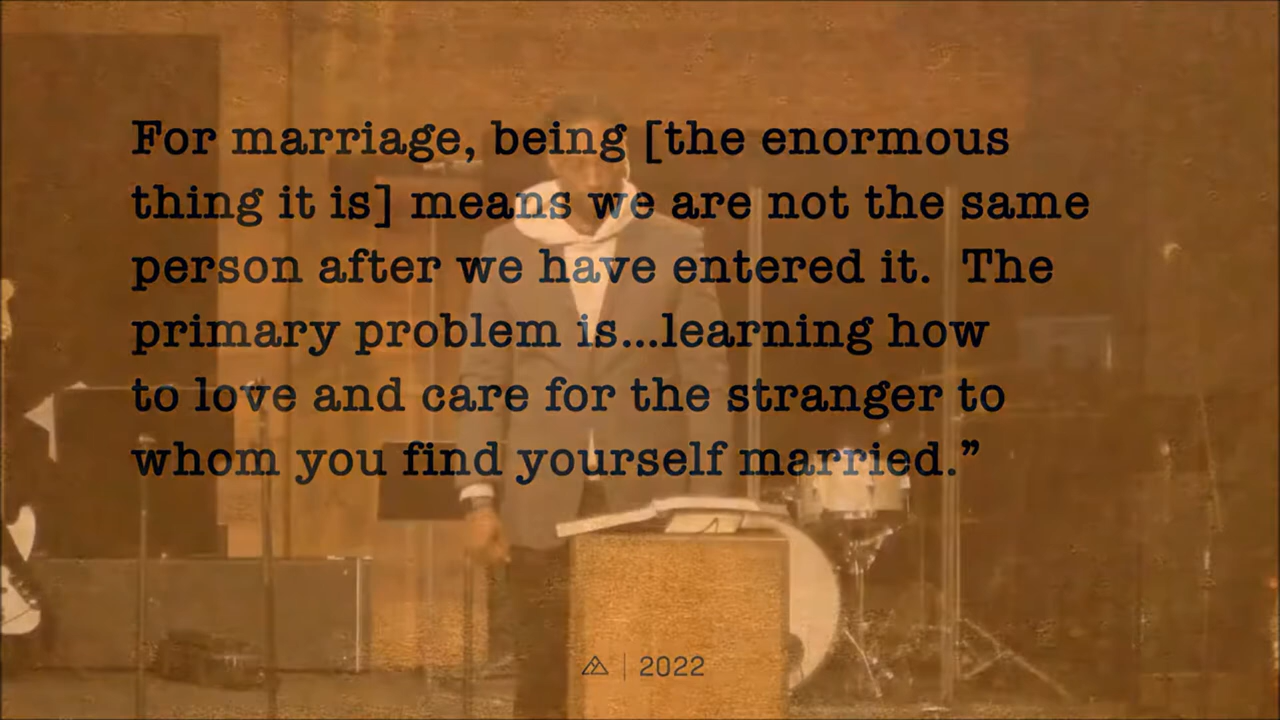 For marriage, being [the enormous
thing it is] means we are not the same
person after we have entered it.  The
primary problem is...learning how
to love and care for the stranger to
whom you find yourself married.”
2022